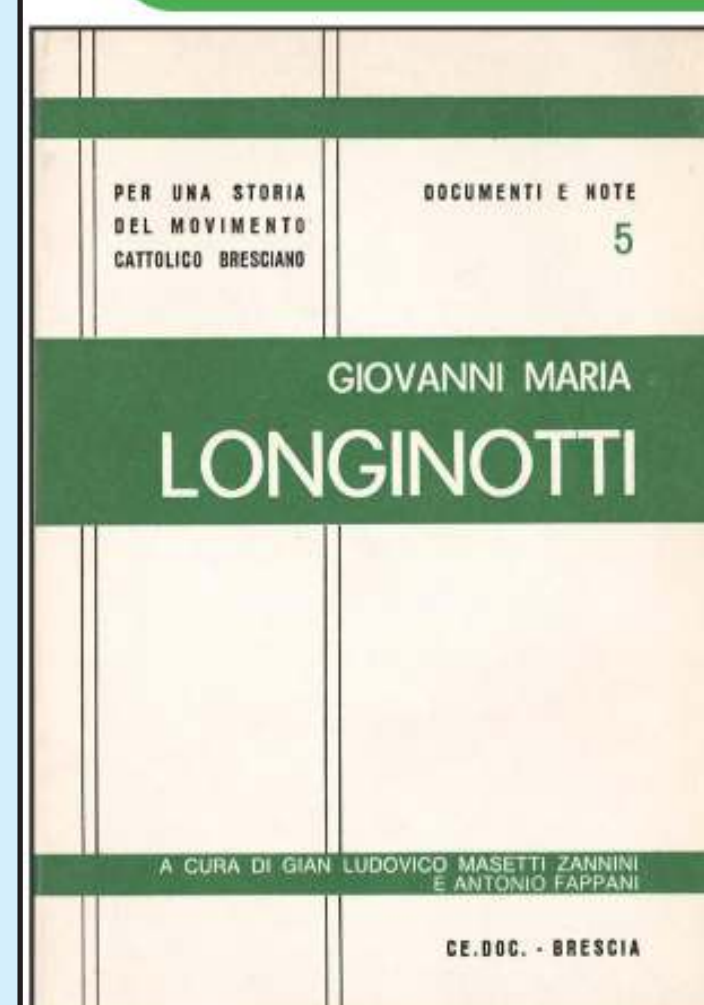 PER UNA STORIA
DEL MOVIMENTO
CATTOLICO BRESCIANO
DOCUMENTI E NOTE
5
GIOVANNI MARIA
LONGINOTTI
A CURA DI GIAN LUDOVICO MASETTI ZANNINI
E ANTONIO FAPPANI
CE.DOC. - BRESCIA